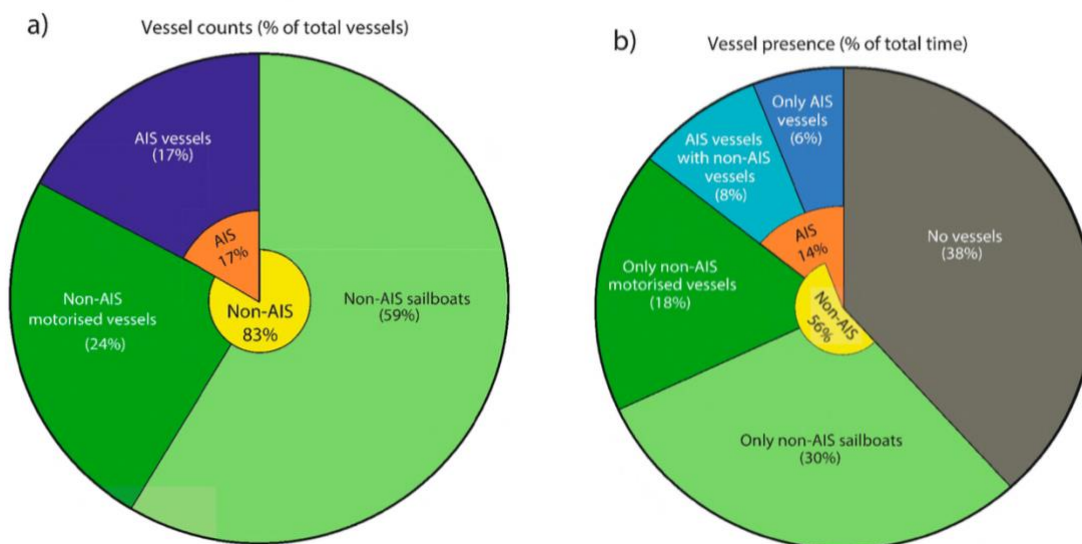 a)
Vessel counts (% of total vessels)
AIS vessels
(17%)
AIS
17%
Non-AIS
motorised vessels
(24%)
Non-AIS
83%
Non-AIS sailboats
(59%)
b)
Vessel presence (% of total time)
Only AIS
vessels
(6%)
AIS vessels
with non-AIS
vessels
(8%)
AIS
14%
No vessels
(38%)
Only non-AIS
motorised vessels
(18%)
Non-AIS
56%
Only non-AIS sailboats
(30%)